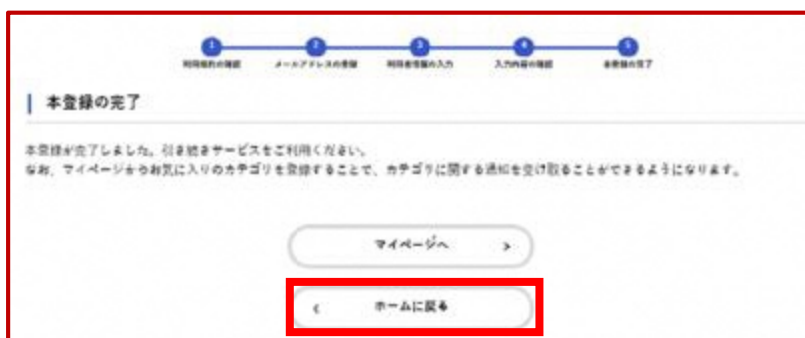 1 2 3 4 5
利用規約の確認 メールアドレスの登録 利用者情報の入力 入力内容の確認 本登録の完了
本登録の完了
本登録が完了しました。引き続きサービスをご利用ください。
なお、マイページからお気に入りのカテゴリを登録することで、カテゴリに関する通知を受け取ることができるようになります。
マイページへ >
< ホームに戻る